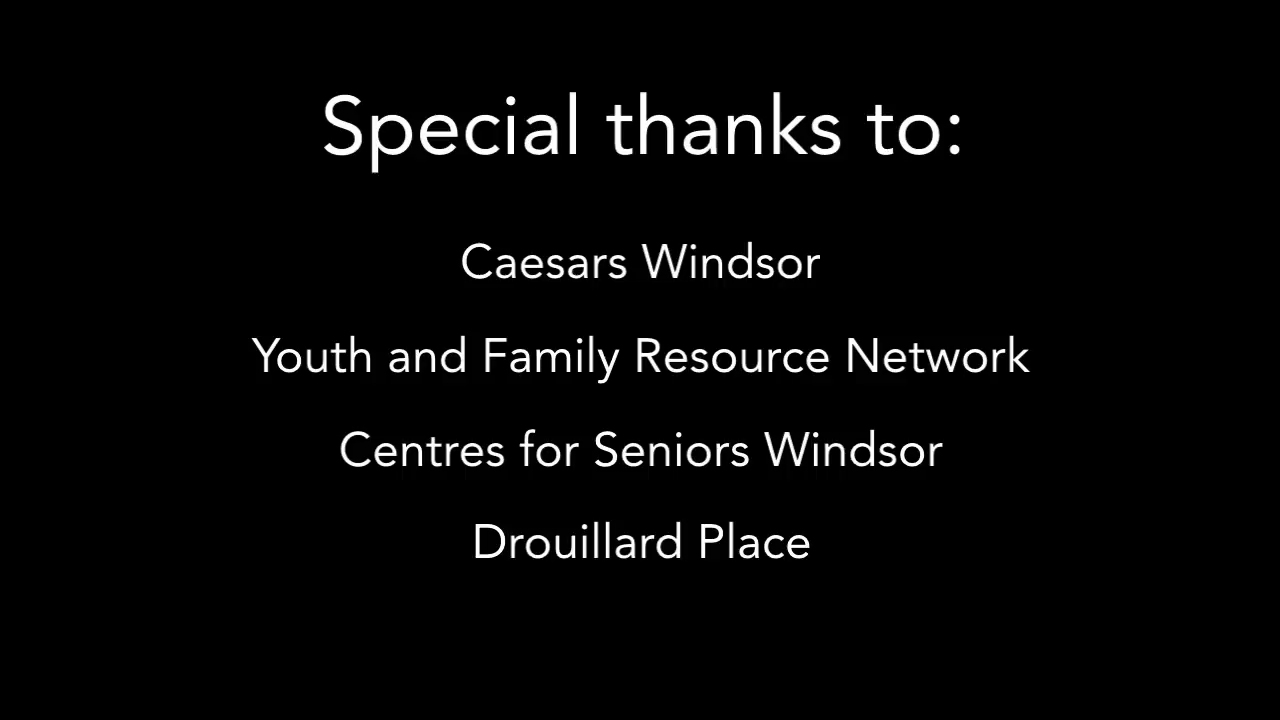 Special thanks to:
Caesars Windsor
Youth and Family Resource Network
Centres for Seniors Windsor
Drouillard Place